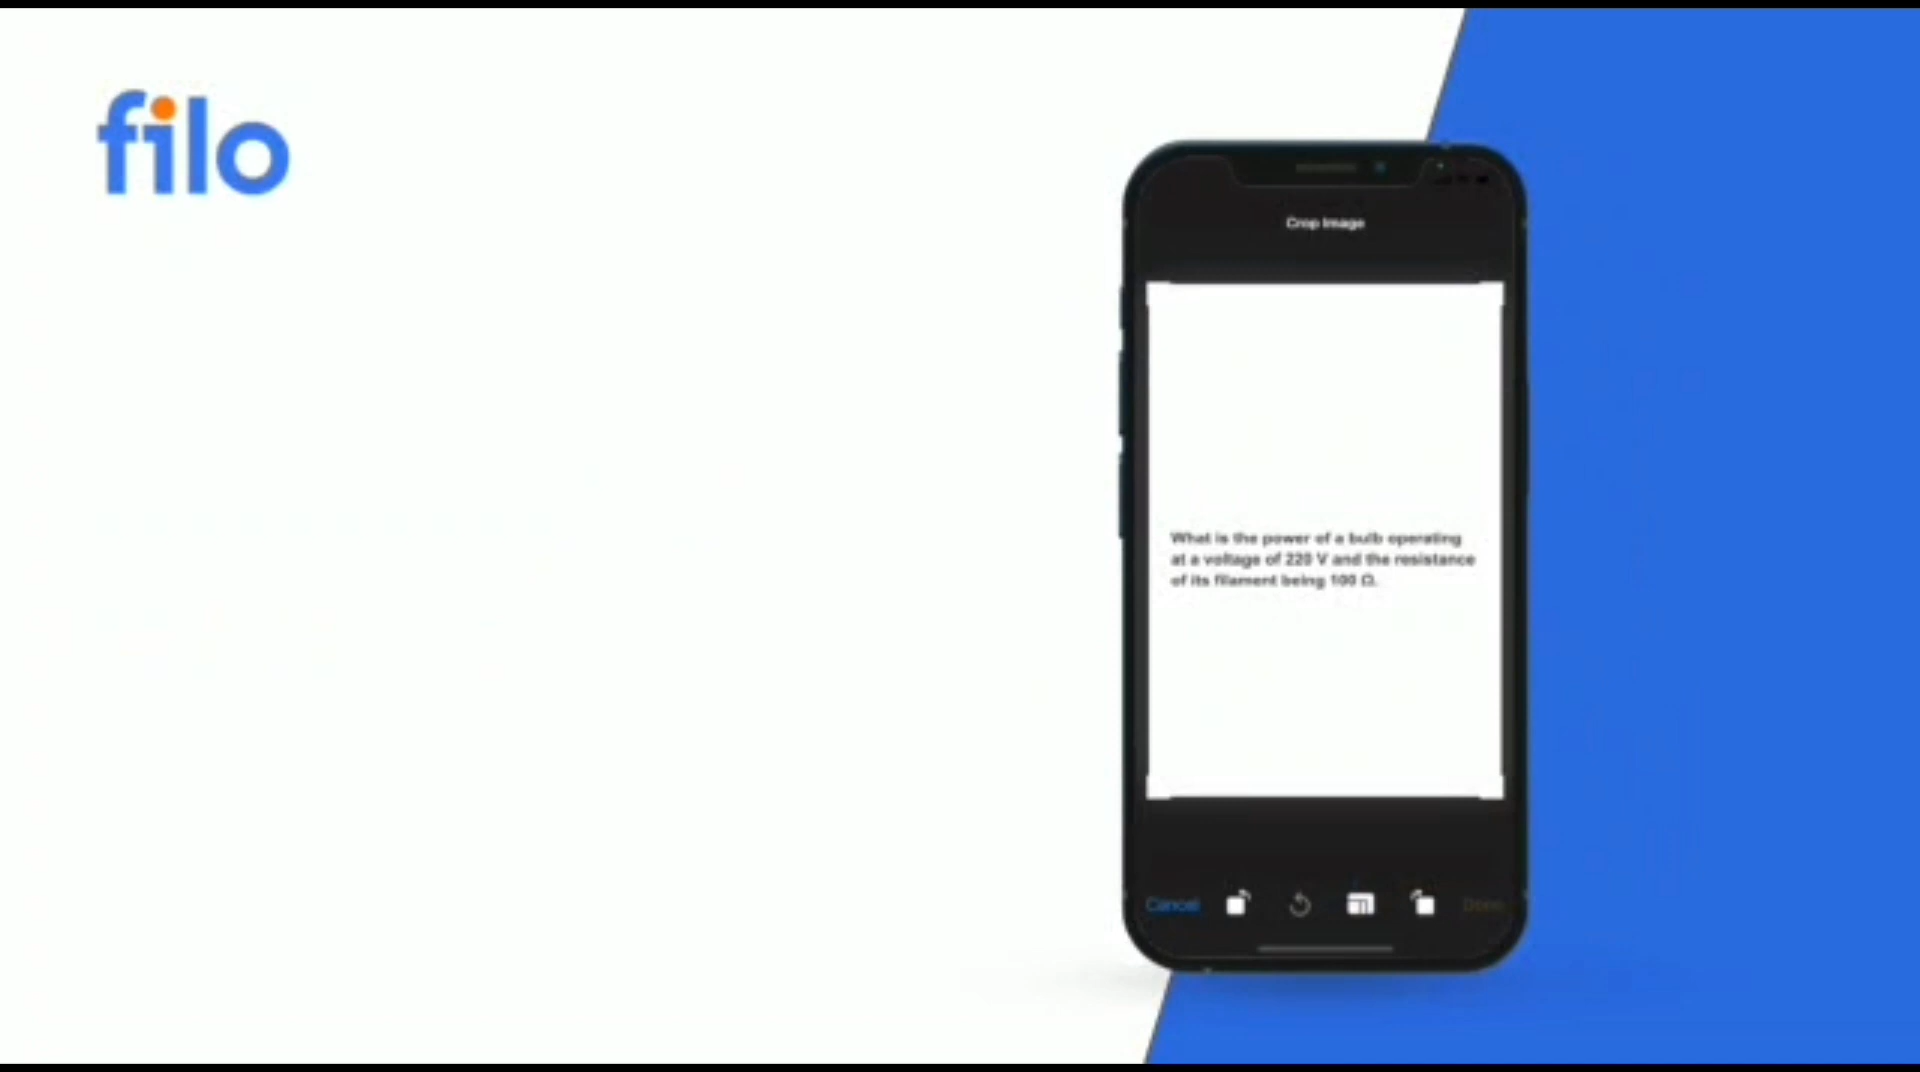 filo
Crop Image
What is the power of a bulb operating
at a voltage of 220 V and the resistance
of its filament being 100 Ω.
Cancel
Done